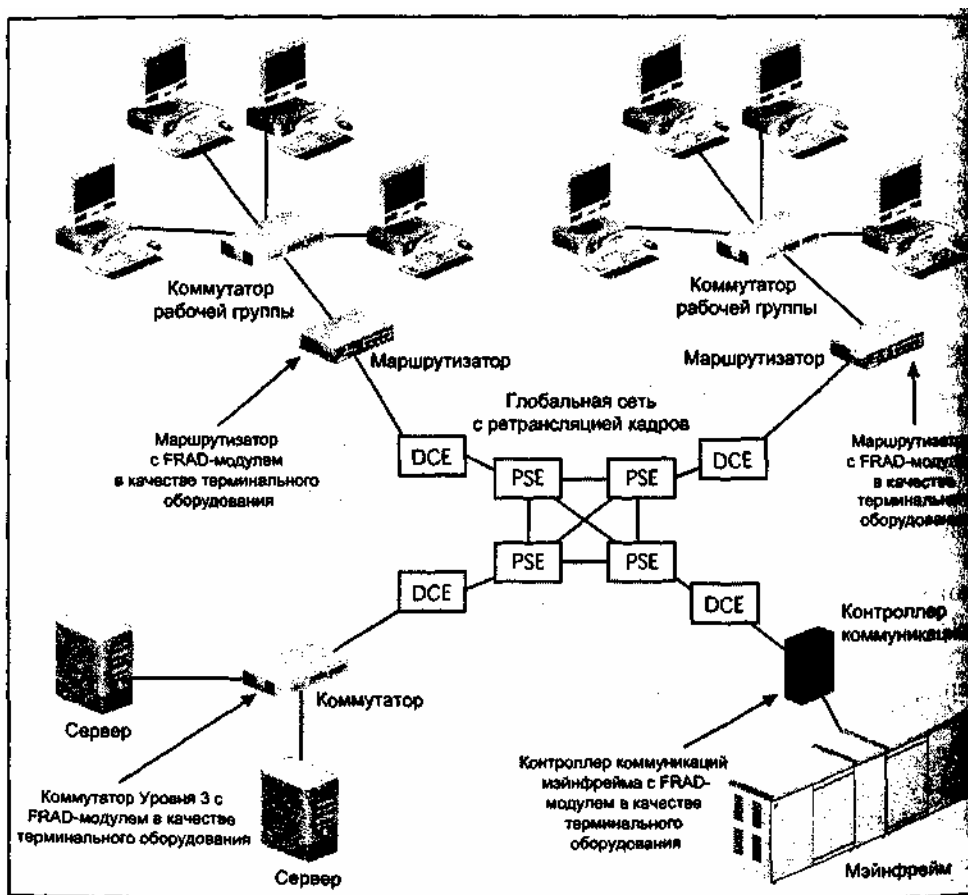 Коммутатор
рабочей группы
Коммутатор
рабочей группы
Маршрутизатор
Маршрутизатор
Глобальная сеть
с ретрансляцией кадров
Маршрутизатор
с FRAD-модулем
в качестве терминального
оборудования
в качестве
DCE
DCE
PSE
PSE
PSE
PSE
DCE
DCE
Контроллер
Коммутатор
Сервер
Контроллер коммуникаций
мэйнфрейма с FRAD-
модулем в качестве
терминального
оборудования
Коммутатор Уровня 3 с
FRAD-модулем в качестве
терминального оборудования
Сервер
Мэйнфрейм